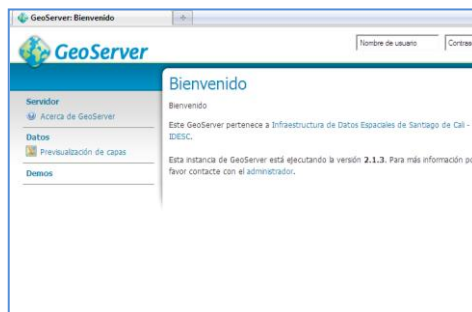 GeoServer: Bienvenido
GeoServer
Nombre de usuario
Servidor
Acerca de GeoServer
Datos
Previsualización de capas
Demos
Bienvenido
Bienvenido
Este GeoServer pertenece a Infraestructura de Datos Espaciales de Santiago de Cali -
IDESC.
Esta instancia de GeoServer está ejecutando la versión 2.1.3. Para más información po
favor contacte con el administrador.